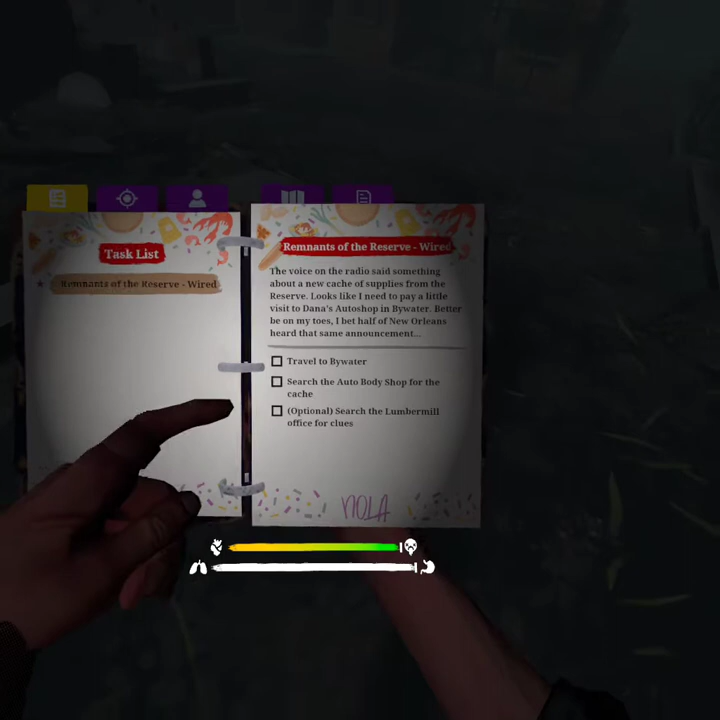 Task List
Remnants of the Reserve - Wired
Remnants of the Reserve - Wired
The voice on the radio said something
about a new cache of supplies from the
Reserve. Looks like I need to pay a little
visit to Dana's Autoshop in Bywater. Better
be on my toes, I bet half of New Orleans
heard that same announcement...
Travel to Bywater
Search the Auto Body Shop for the
cache
(Optional) Search the Lumbermill
office for clues
NOLA